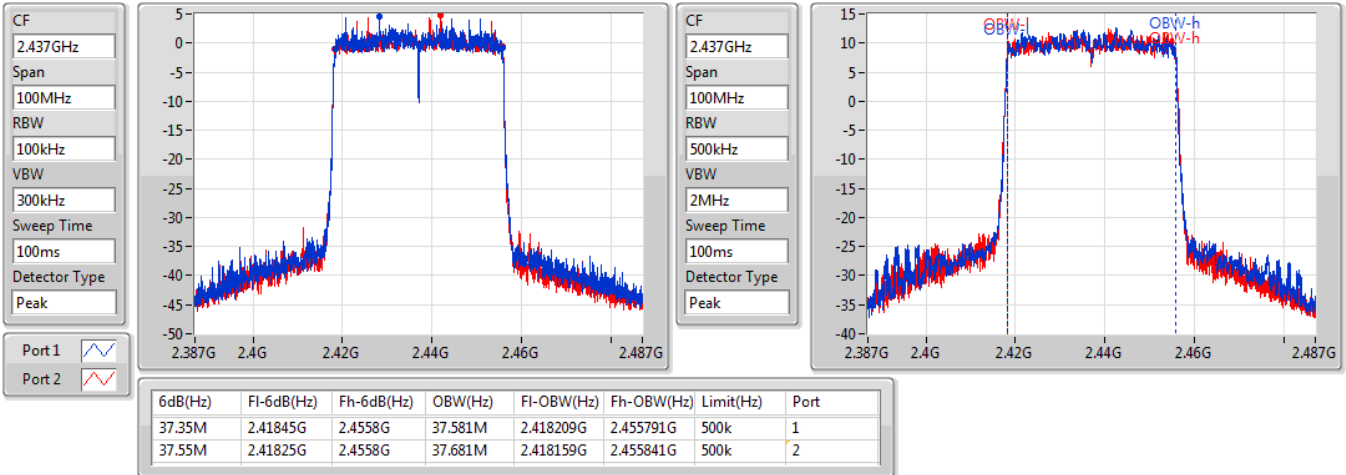 CF
2.437GHz
Span
100MHz
RBW
100kHz
VBW
300kHz
Sweep Time
100ms
Detector Type
Peak
5
0
-5
-10
-15
-20
-25
-30
-35
-40
-45
-50
2.387G 2.4G 2.42G 2.44G 2.46G 2.487G
CF
2.437GHz
Span
100MHz
RBW
500kHz
VBW
2MHz
Sweep Time
100ms
Detector Type
Peak
15
10
5
0
-5
-10
-15
-20
-25
-30
-35
-40
OBW-l
OBW-l
OBW-h
OBW-h
2.387G 2.4G 2.42G 2.44G 2.46G 2.487G
Port 1
Port 2
6dB(Hz) Fl-6dB(Hz) Fh-6dB(Hz) OBW(Hz) Fl-OBW(Hz) Fh-OBW(Hz) Limit(Hz) Port
37.35M 2.41845G 2.4558G 37.581M 2.418209G 2.455791G 500k 1
37.55M 2.41825G 2.4558G 37.681M 2.418159G 2.455841G 500k 2